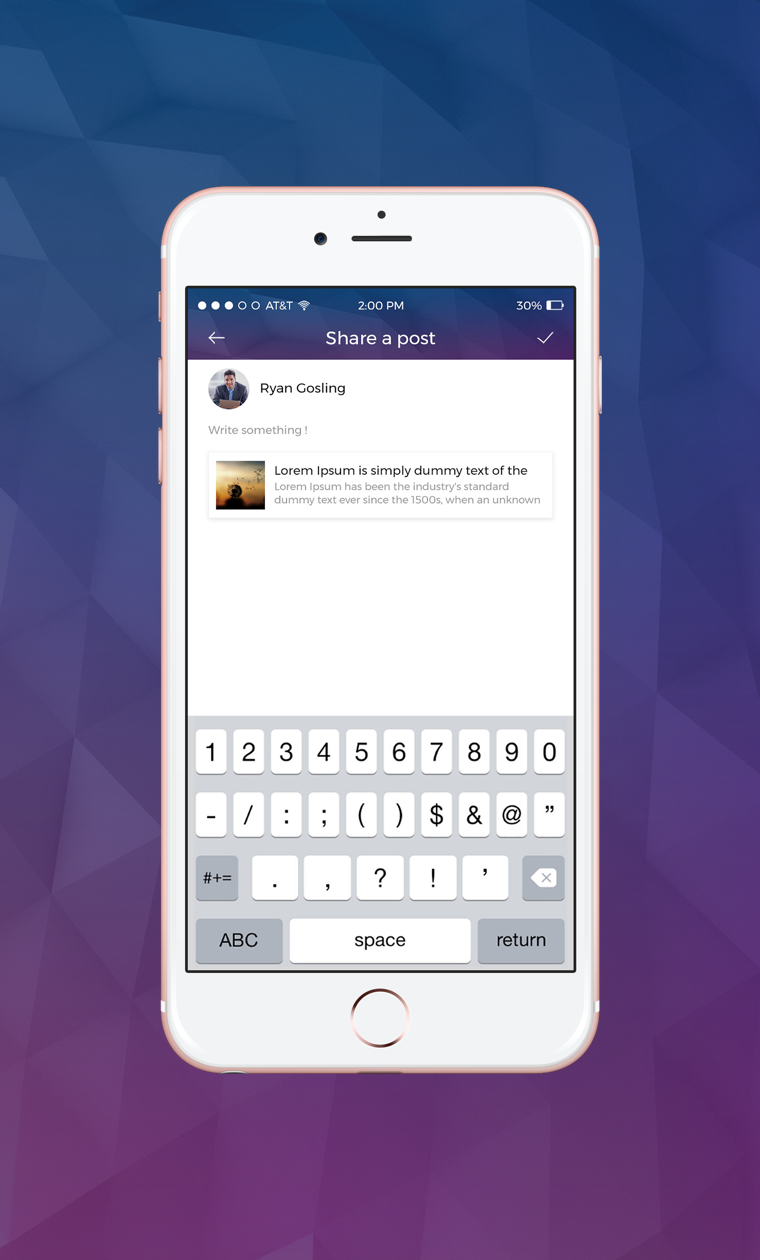 AT&T 2:00 PM 30%
Share a post
Ryan Gosling
Write something !
Lorem Ipsum is simply dummy text of the
Lorem Ipsum has been the industry's standard
dummy text ever since the 1500s, when an unknown
1 2 3 4 5 6 7 8 9 0
- / : ; ( ) $ & @ ”
#+= . , ? ! ’
ABC space return